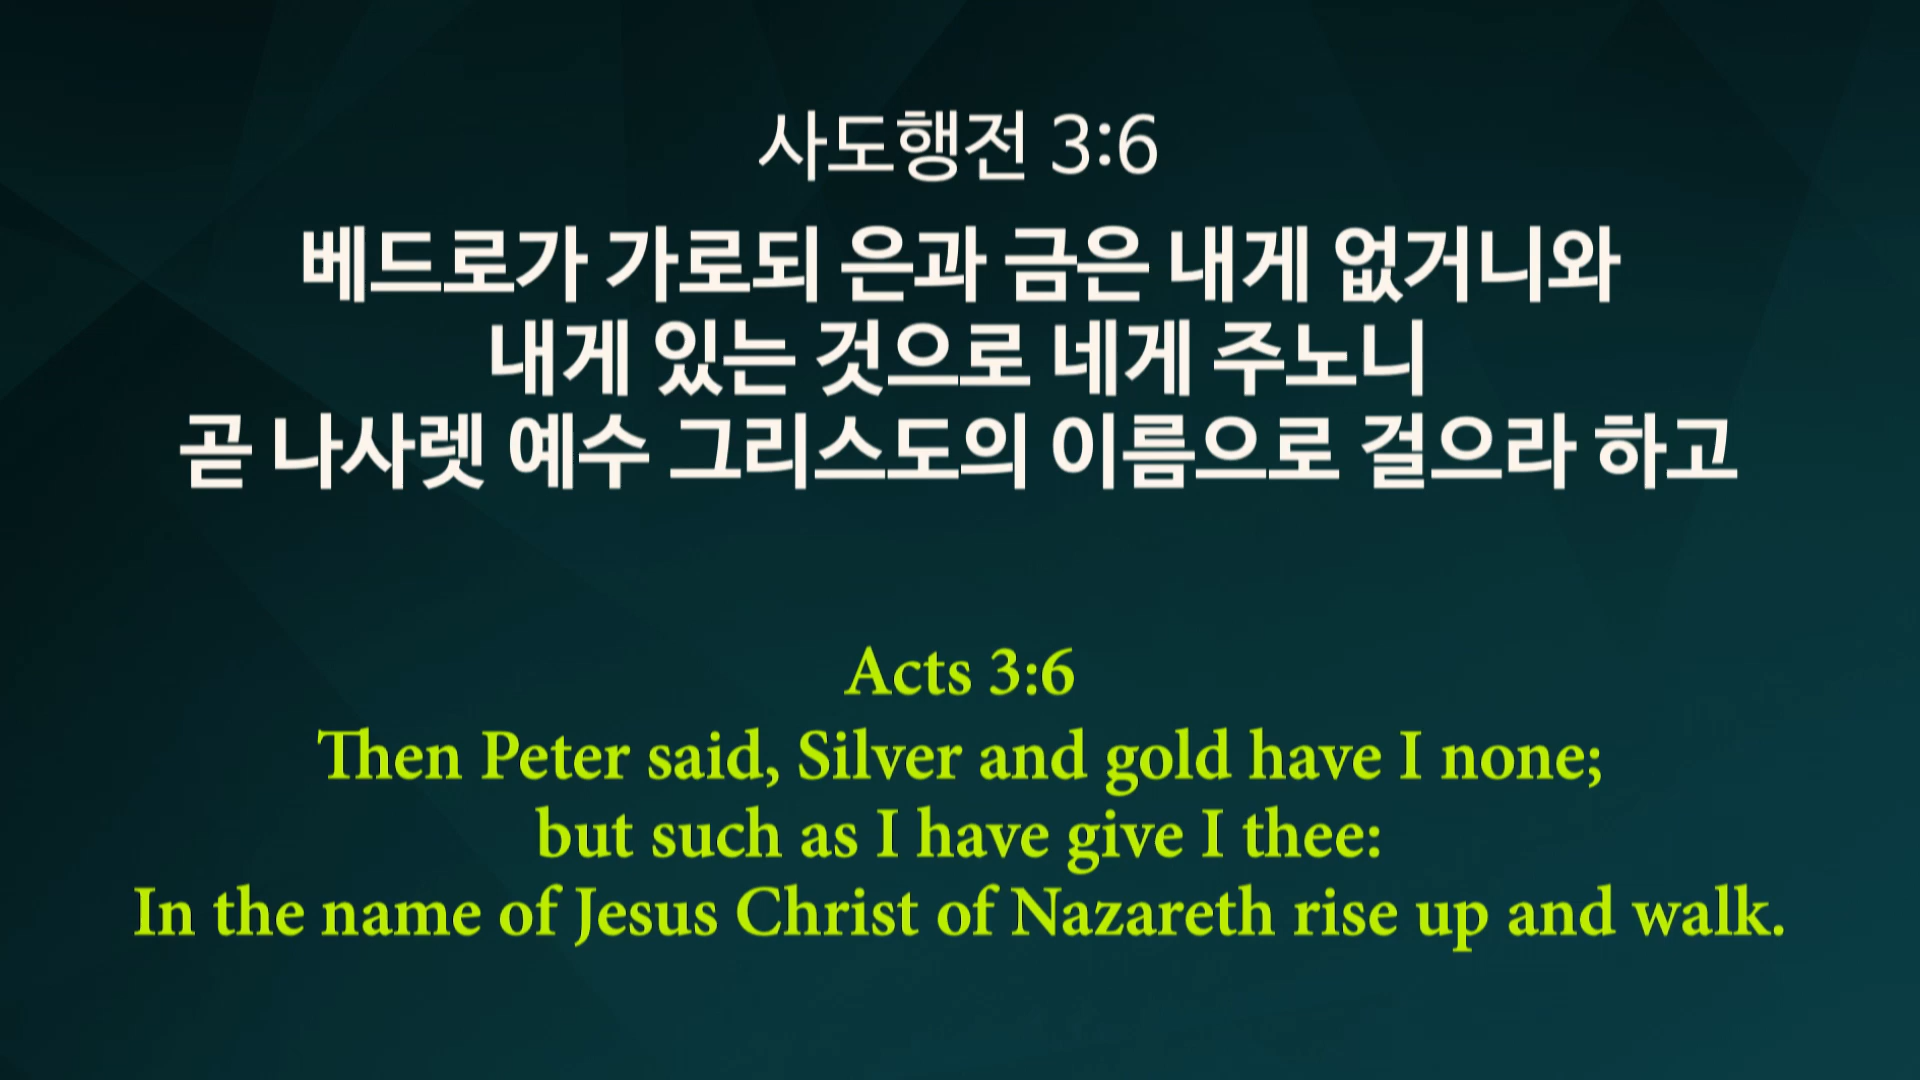 사도행전 3:6
베드로가 가로되 은과 금은 내게 없거니와
내게 있는 것으로 네게 주노니
곧 나사렛 예수 그리스도의 이름으로 걸으라 하고
Acts 3:6
Then Peter said, Silver and gold have I none;
but such as I have give I thee:
In the name of Jesus Christ of Nazareth rise up and walk.